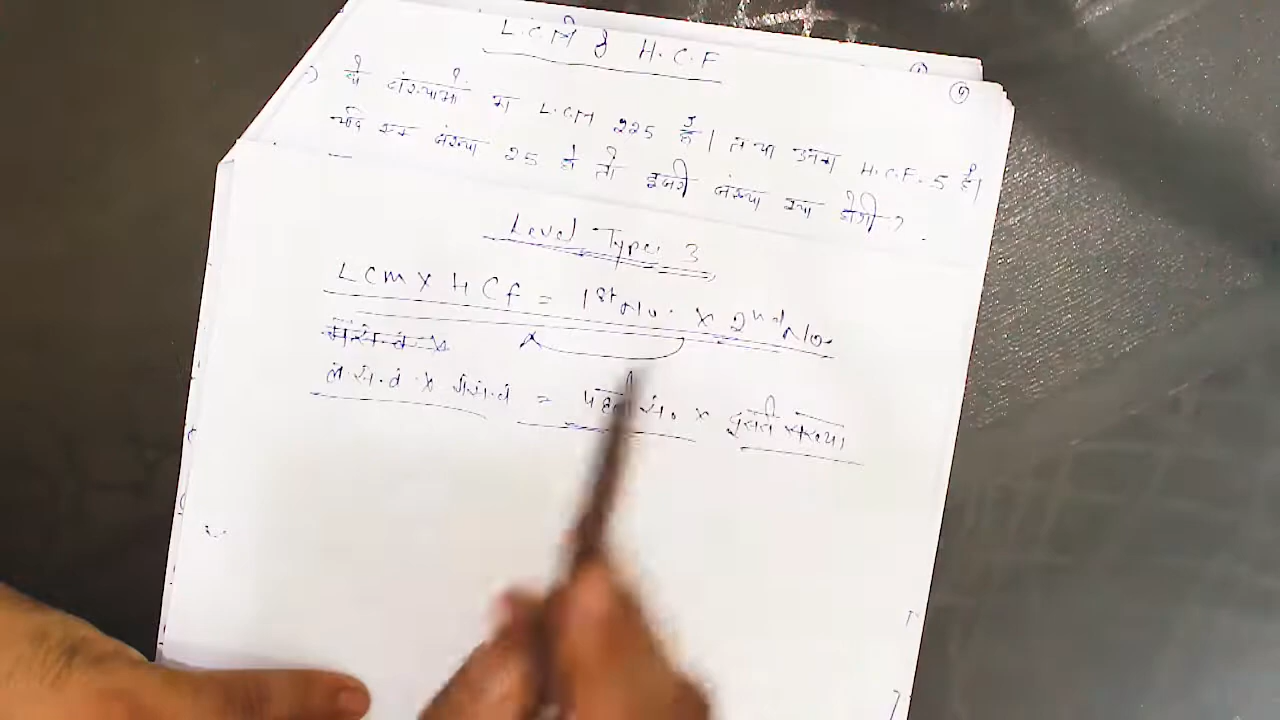 L.C.M व H.C.F
दो संख्याओं का L.C.M 225 है। तथा उनका H.C.F. 5 है।
यदि एक संख्या 25 हो तो दूसरी संख्या क्या होगी?
Level Type: 3
LCM X HCf = 1st No. x 2nd No.
ल.स.व x म.स.व = पहली सं. x दूसरी संख्या